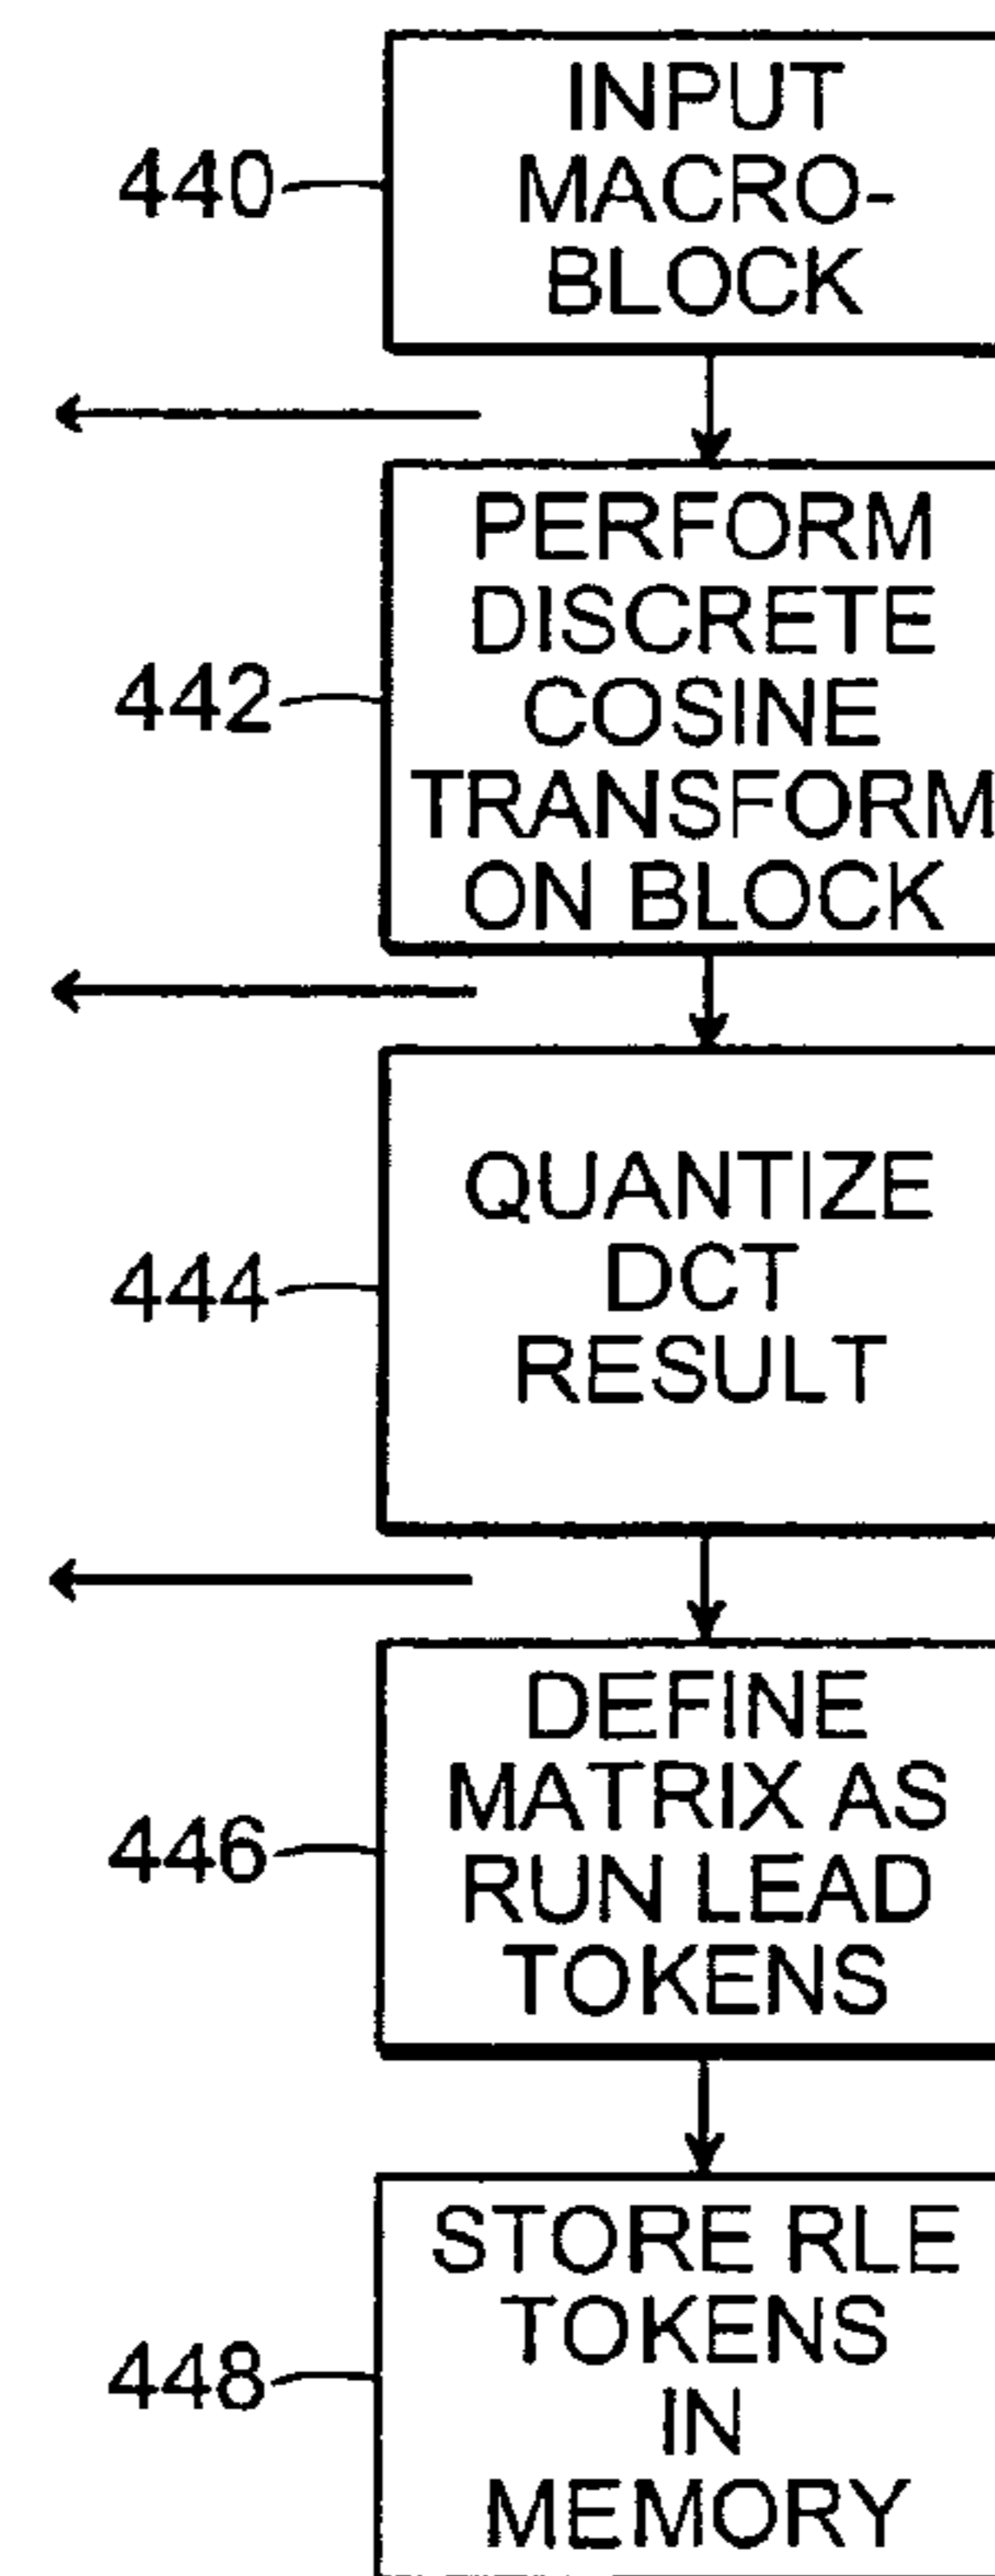 INPUT
MACRO-
BLOCK
440
PERFORM
DISCRETE
COSINE
TRANSFORM
ON BLOCK
442
QUANTIZE
DCT
RESULT
444
DEFINE
MATRIX AS
RUN LEAD
TOKENS
446
STORE RLE
TOKENS
IN
MEMORY
448